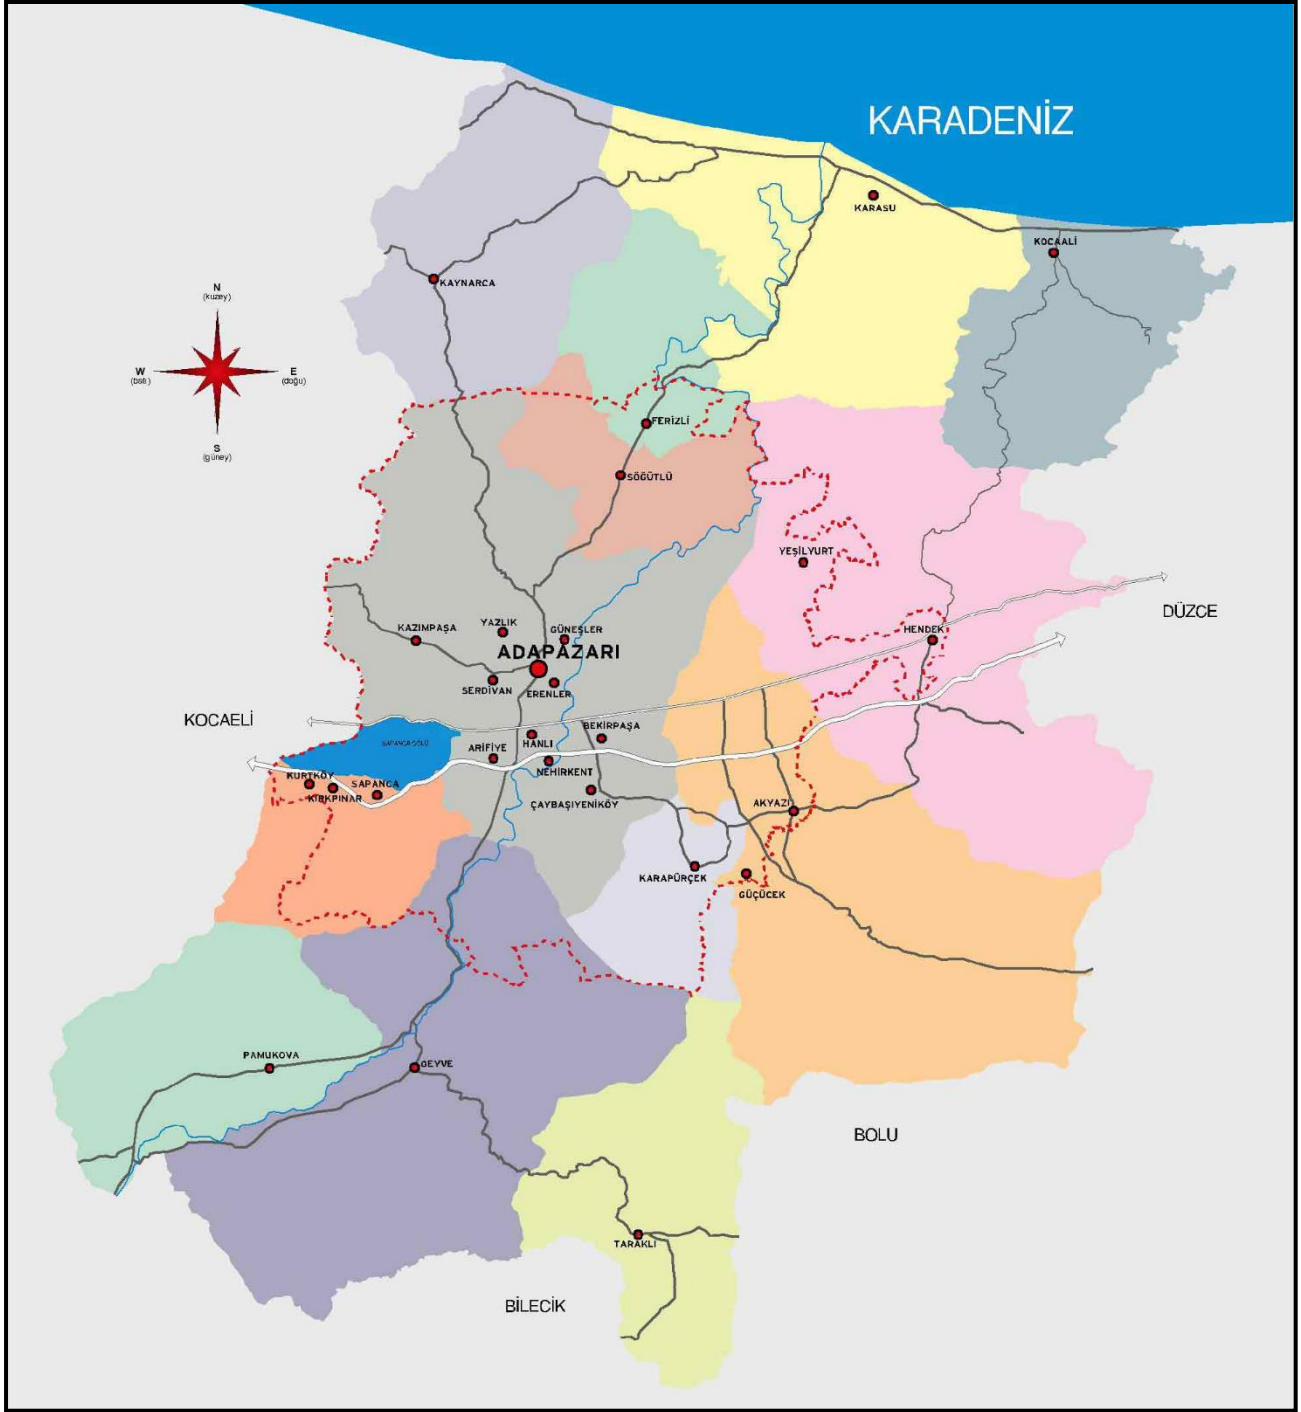 KARADENİZ
KARASU
KOCAALİ
KAYNARCA
N
(kuzey)
W
(batı)
E
(doğu)
S
(güney)
FERİZLİ
SÖĞÜTLÜ
YEŞİLYURT
DÜZCE
KAZIMPAŞA
YAZLIK
GÜNEŞLER
HENDEK
ADAPAZARI
SERDİVAN
ERENLER
KOCAELİ
BEKİRPAŞA
SAPANCA GÖLÜ
ARİFİYE
HANLI
NEHİRKENT
KURTKÖY
KIRKPINAR
SAPANCA
ÇAYBAŞIYENİKÖY
AKYAZI
KARAPÜRÇEK
GÜÇÜCEK
PAMUKOVA
GEYVE
BOLU
TARAKLI
BİLECİK